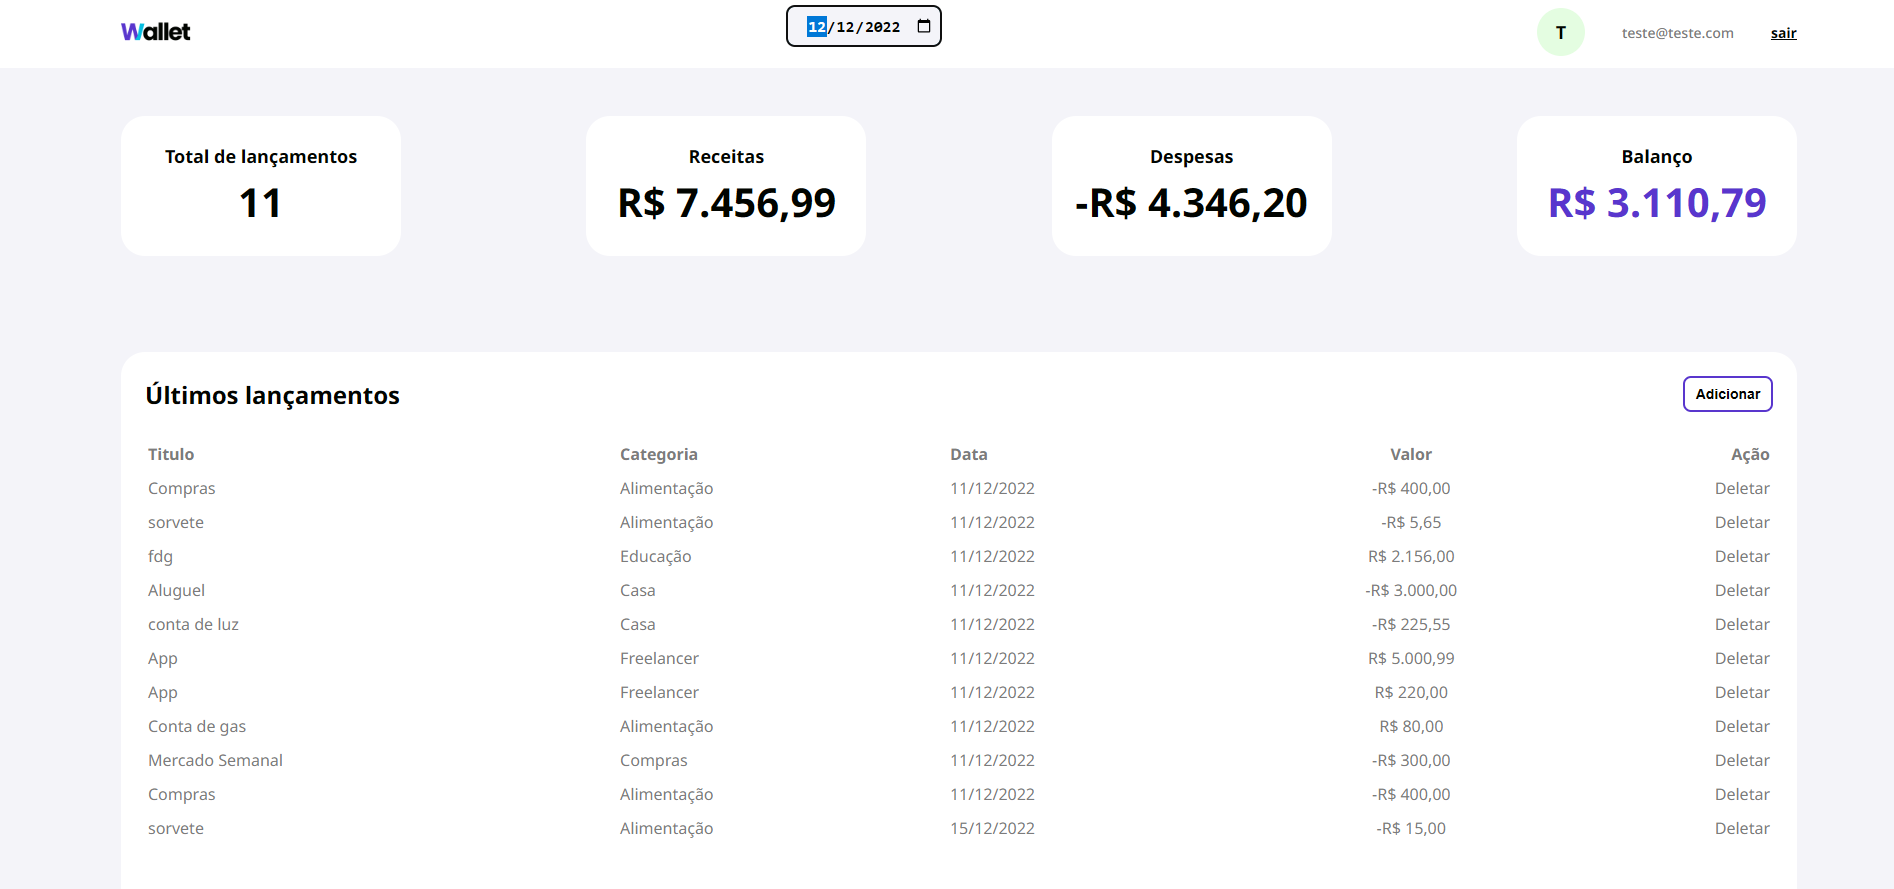 Wallet 12/12/2022 T teste@teste.com sair
Total de lançamentos Receitas Despesas Balanço
11 R$ 7.456,99 -R$ 4.346,20 R$ 3.110,79
Últimos lançamentos Adicionar
Titulo Categoria Data Valor Ação
Compras Alimentação 11/12/2022 -R$ 400,00 Deletar
sorvete Alimentação 11/12/2022 -R$ 5,65 Deletar
fdg Educação 11/12/2022 R$ 2.156,00 Deletar
Aluguel Casa 11/12/2022 -R$ 3.000,00 Deletar
conta de luz Casa 11/12/2022 -R$ 225,55 Deletar
App Freelancer 11/12/2022 R$ 5.000,99 Deletar
App Freelancer 11/12/2022 R$ 220,00 Deletar
Conta de gas Alimentação 11/12/2022 R$ 80,00 Deletar
Mercado Semanal Compras 11/12/2022 -R$ 300,00 Deletar
Compras Alimentação 11/12/2022 -R$ 400,00 Deletar
sorvete Alimentação 15/12/2022 -R$ 15,00 Deletar